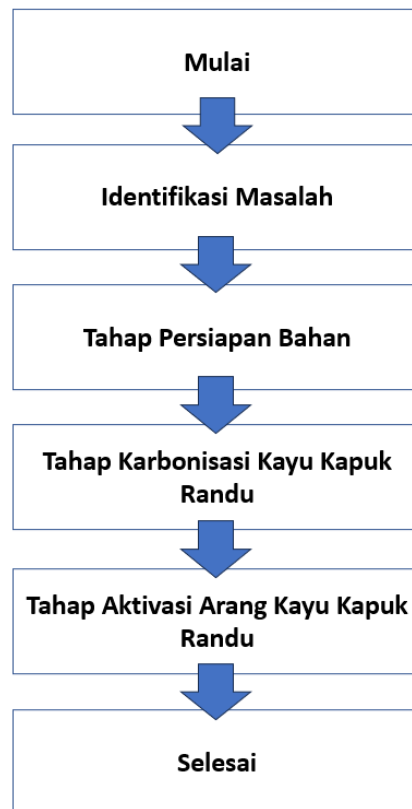 Mulai
Identifikasi Masalah
Tahap Persiapan Bahan
Tahap Karbonisasi Kayu Kapuk
Randu
Tahap Aktivasi Arang Kayu Kapuk
Randu
Selesai